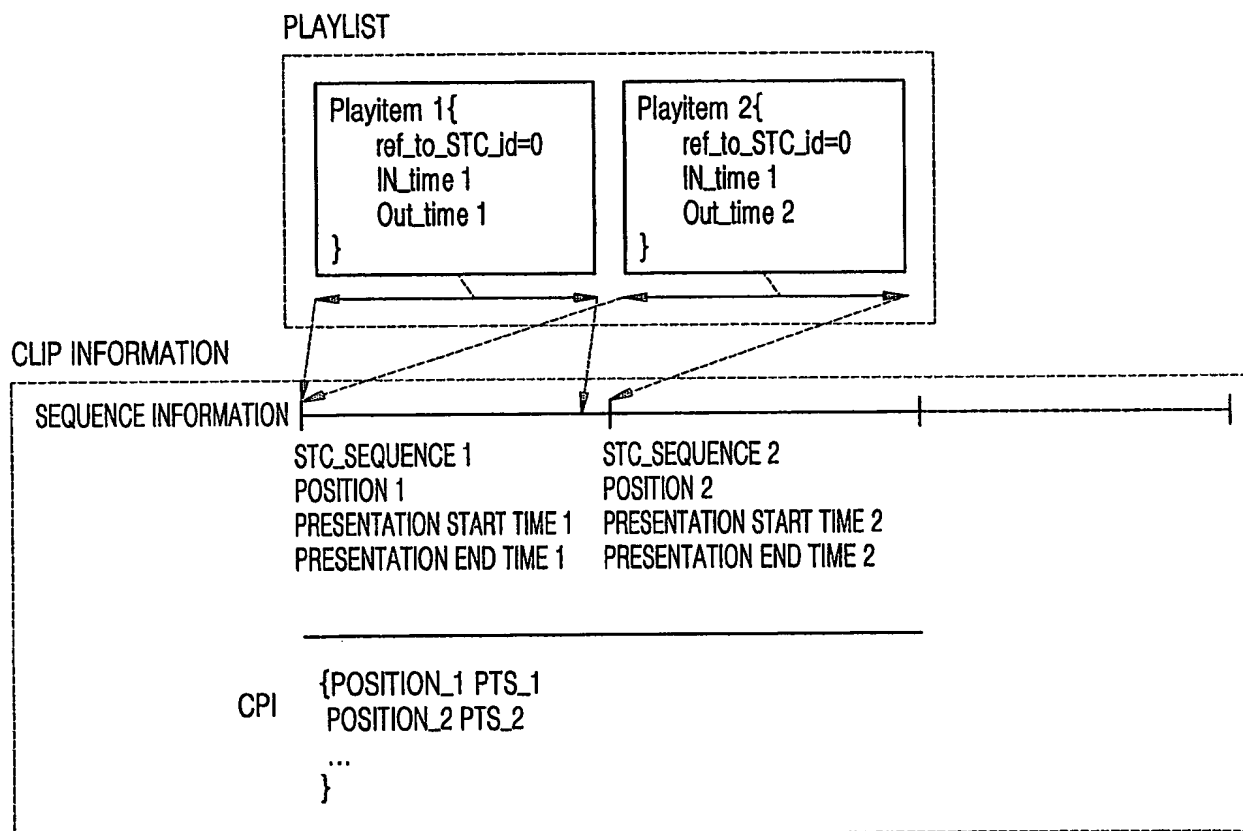 PLAYLIST
Playitem 1{
ref_to_STC_id=0
IN_time 1
Out_time 1
}
Playitem 2{
ref_to_STC_id=0
IN_time 1
Out_time 2
}
CLIP INFORMATION
SEQUENCE INFORMATION
STC_SEQUENCE 1
POSITION 1
PRESENTATION START TIME 1
PRESENTATION END TIME 1
STC_SEQUENCE 2
POSITION 2
PRESENTATION START TIME 2
PRESENTATION END TIME 2
CPI
{POSITION_1 PTS_1
POSITION_2 PTS_2
...
}